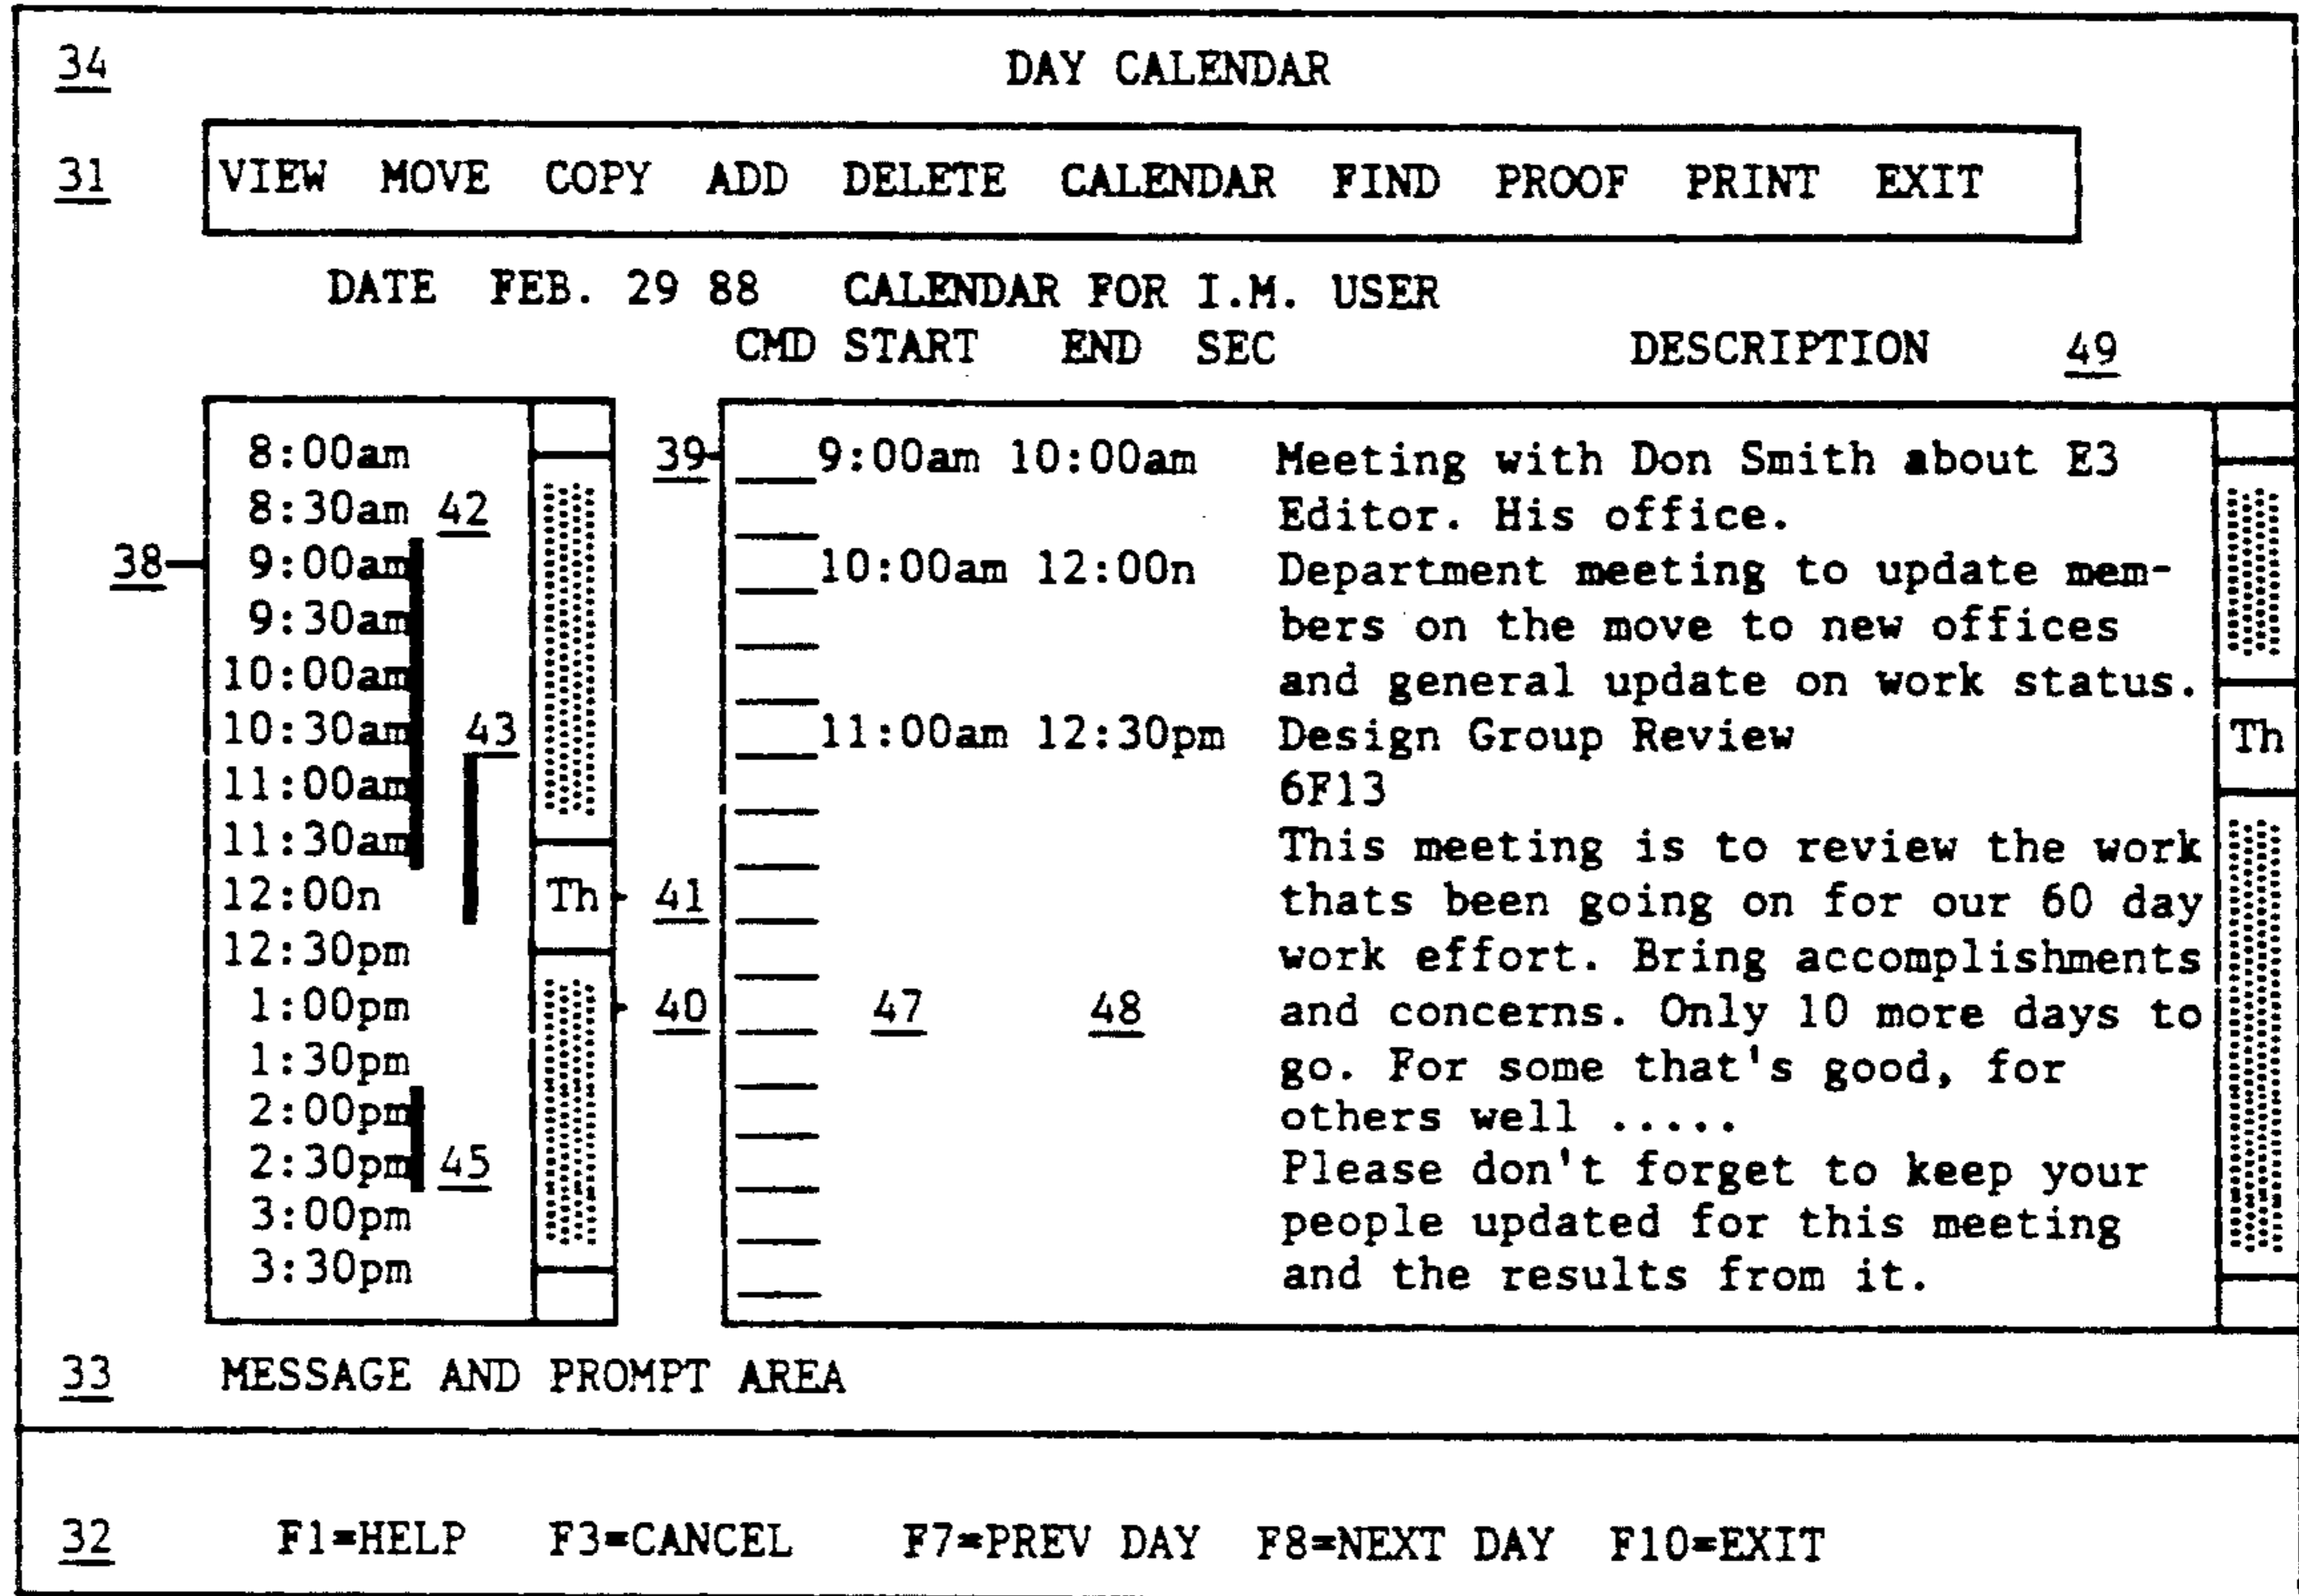 34 DAY CALENDAR
31 VIEW MOVE COPY ADD DELETE CALENDAR FIND PROOF PRINT EXIT
DATE FEB. 29 88 CALENDAR FOR I.M. USER
CMD START END SEC DESCRIPTION 49
8:00am 39 9:00am 10:00am Meeting with Don Smith about E3
8:30am 42 Editor. His office.
38 9:00am 10:00am 12:00n Department meeting to update mem-
9:30am bers on the move to new offices
10:00am and general update on work status.
10:30am 43 11:00am 12:30pm Design Group Review Th
11:00am 6F13
11:30am This meeting is to review the work
12:00n Th 41 thats been going on for our 60 day
12:30pm work effort. Bring accomplishments
1:00pm 40 47 48 and concerns. Only 10 more days to
1:30pm go. For some that's good, for
2:00pm others well .....
2:30pm 45 Please don't forget to keep your
3:00pm people updated for this meeting
3:30pm and the results from it.
33 MESSAGE AND PROMPT AREA
32 F1=HELP F3=CANCEL F7=PREV DAY F8=NEXT DAY F10=EXIT